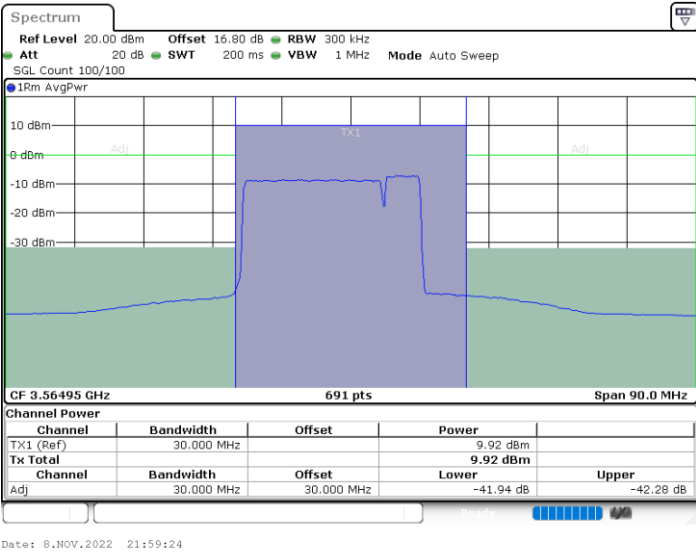 Spectrum
Ref Level 20.00 dBm Offset 16.80 dB RBW 300 kHz
Att 20 dB SWT 200 ms VBW 1 MHz Mode Auto Sweep
SGL Count 100/100
1Rm AvgPwr
10 dBm
TX1
Adj Adj
0 dBm
-10 dBm
-20 dBm
-30 dBm
CF 3.56495 GHz 691 pts Span 90.0 MHz
Channel Power
Channel Bandwidth Offset Power
TX1 (Ref) 30.000 MHz 9.92 dBm
Tx Total 9.92 dBm
Channel Bandwidth Offset Lower Upper
Adj 30.000 MHz 30.000 MHz -41.94 dB -42.28 dB
Ready
Date: 8.NOV.2022 21:59:24